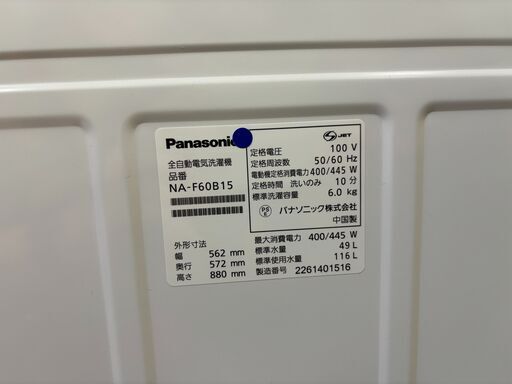 Panasonic
全自動電気洗濯機
品番
NA-F60B15
外形寸法
幅 562 mm
奥行 572 mm
高さ 880 mm
S JET
定格電圧 100 V
定格周波数 50/60 Hz
電動機定格消費電力 400/445 W
定格時間 洗いのみ 10 分
標準洗濯容量 6.0 kg
PS E パナソニック株式会社
中国製
最大消費電力 400/445 W
標準水量 49 L
標準使用水量 116 L
製造番号 2261401516